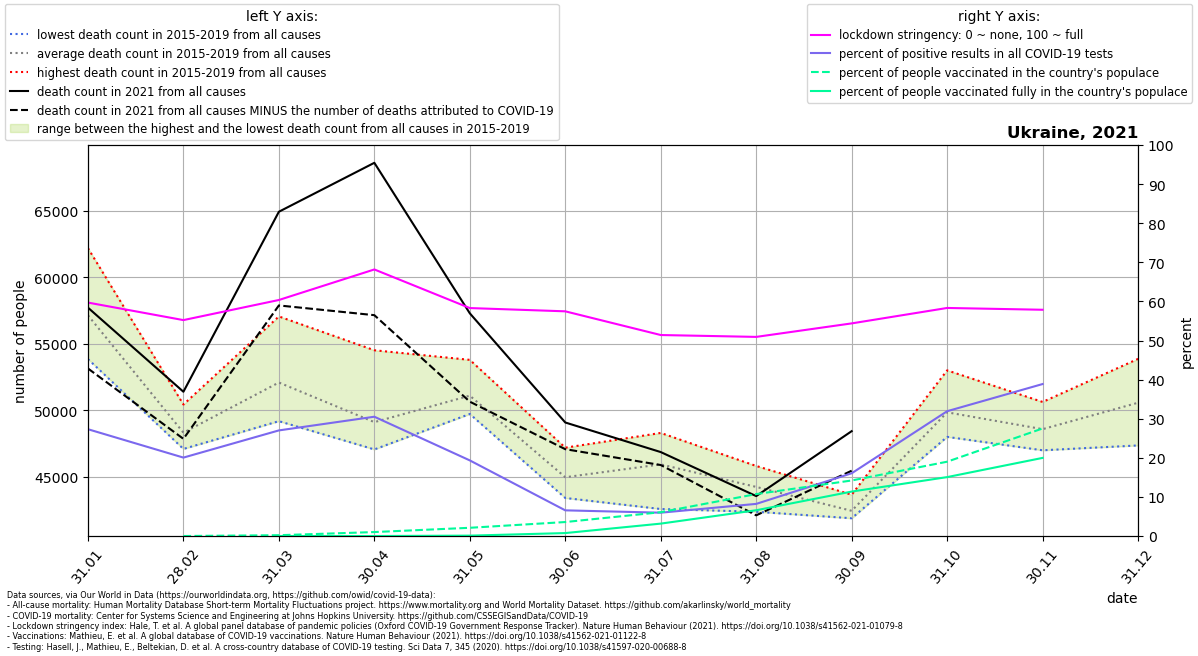 left Y axis:
lowest death count in 2015-2019 from all causes
average death count in 2015-2019 from all causes
highest death count in 2015-2019 from all causes
death count in 2021 from all causes
death count in 2021 from all causes MINUS the number of deaths attributed to COVID-19
range between the highest and the lowest death count from all causes in 2015-2019
right Y axis:
lockdown stringency: 0 ~ none, 100 ~ full
percent of positive results in all COVID-19 tests
percent of people vaccinated in the country's populace
percent of people vaccinated fully in the country's populace
Ukraine, 2021
65000
60000
55000
50000
45000
number of people
100
90
80
70
60
50
40
30
20
10
0
percent
31.01
28.02
31.03
30.04
31.05
30.06
31.07
31.08
30.09
31.10
30.11
31.12
date
Data sources, via Our World in Data (https://ourworldindata.org, https://github.com/owid/covid-19-data):
- All-cause mortality: Human Mortality Database Short-term Mortality Fluctuations project. https://www.mortality.org and World Mortality Dataset. https://github.com/akarlinsky/world_mortality
- COVID-19 mortality: Center for Systems Science and Engineering at Johns Hopkins University. https://github.com/CSSEGISandData/COVID-19
- Lockdown stringency index: Hale, T. et al. A global panel database of pandemic policies (Oxford COVID-19 Government Response Tracker). Nature Human Behaviour (2021). https://doi.org/10.1038/s41562-021-01079-8
- Vaccinations: Mathieu, E. et al. A global database of COVID-19 vaccinations. Nature Human Behaviour (2021). https://doi.org/10.1038/s41562-021-01122-8
- Testing: Hasell, J., Mathieu, E., Beltekian, D. et al. A cross-country database of COVID-19 testing. Sci Data 7, 345 (2020). https://doi.org/10.1038/s41597-020-00688-8